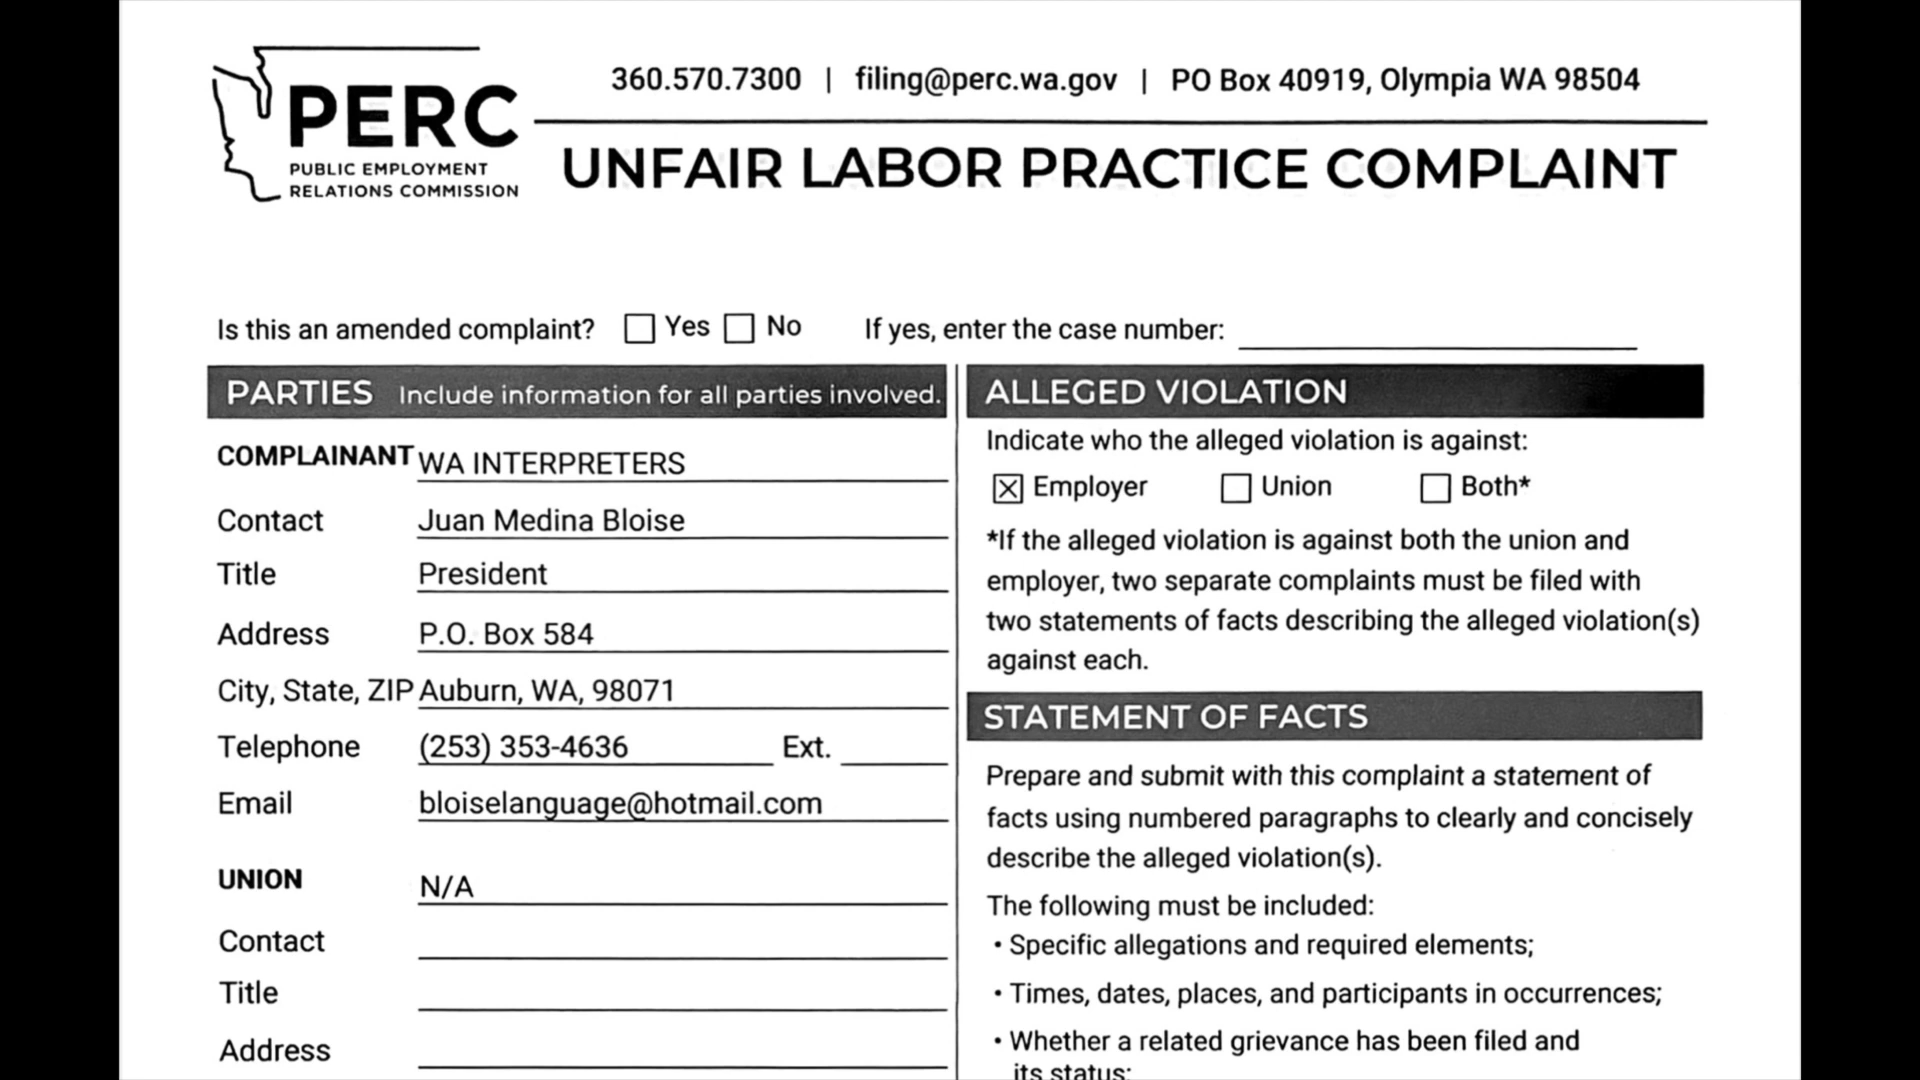 PERC
PUBLIC EMPLOYMENT
RELATIONS COMMISSION
360.570.7300 | filing@perc.wa.gov | PO Box 40919, Olympia WA 98504
UNFAIR LABOR PRACTICE COMPLAINT
Is this an amended complaint? Yes No If yes, enter the case number:
PARTIES Include information for all parties involved.
COMPLAINANT WA INTERPRETERS
Contact Juan Medina Bloise
Title President
Address P.O. Box 584
City, State, ZIP Auburn, WA, 98071
Telephone (253) 353-4636 Ext.
Email bloiselanguage@hotmail.com
UNION N/A
Contact
Title
Address
ALLEGED VIOLATION
Indicate who the alleged violation is against:
☒ Employer ☐ Union ☐ Both*
*If the alleged violation is against both the union and
employer, two separate complaints must be filed with
two statements of facts describing the alleged violation(s)
against each.
STATEMENT OF FACTS
Prepare and submit with this complaint a statement of
facts using numbered paragraphs to clearly and concisely
describe the alleged violation(s).
The following must be included:
• Specific allegations and required elements;
• Times, dates, places, and participants in occurrences;
• Whether a related grievance has been filed and
its status;